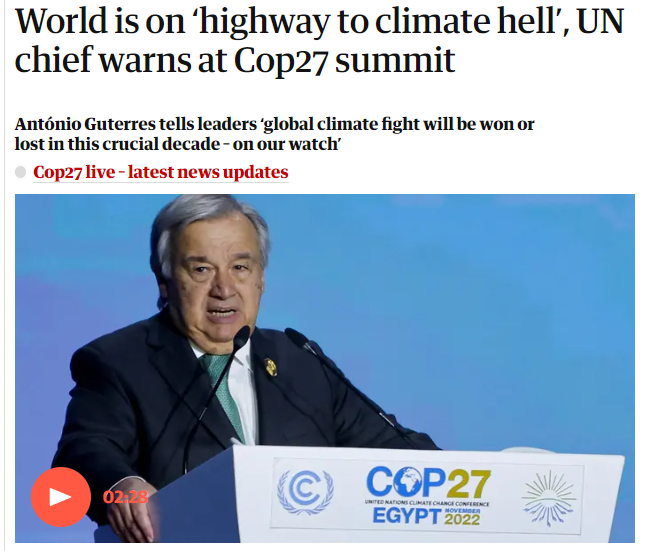 World is on ‘highway to climate hell’, UN
chief warns at Cop27 summit
António Guterres tells leaders ‘global climate fight will be won or
lost in this crucial decade – on our watch’
Cop27 live – latest news updates
COP27
UNITED NATIONS CLIMATE CHANGE CONFERENCE
EGYPT NOVEMBER 2022
02:28